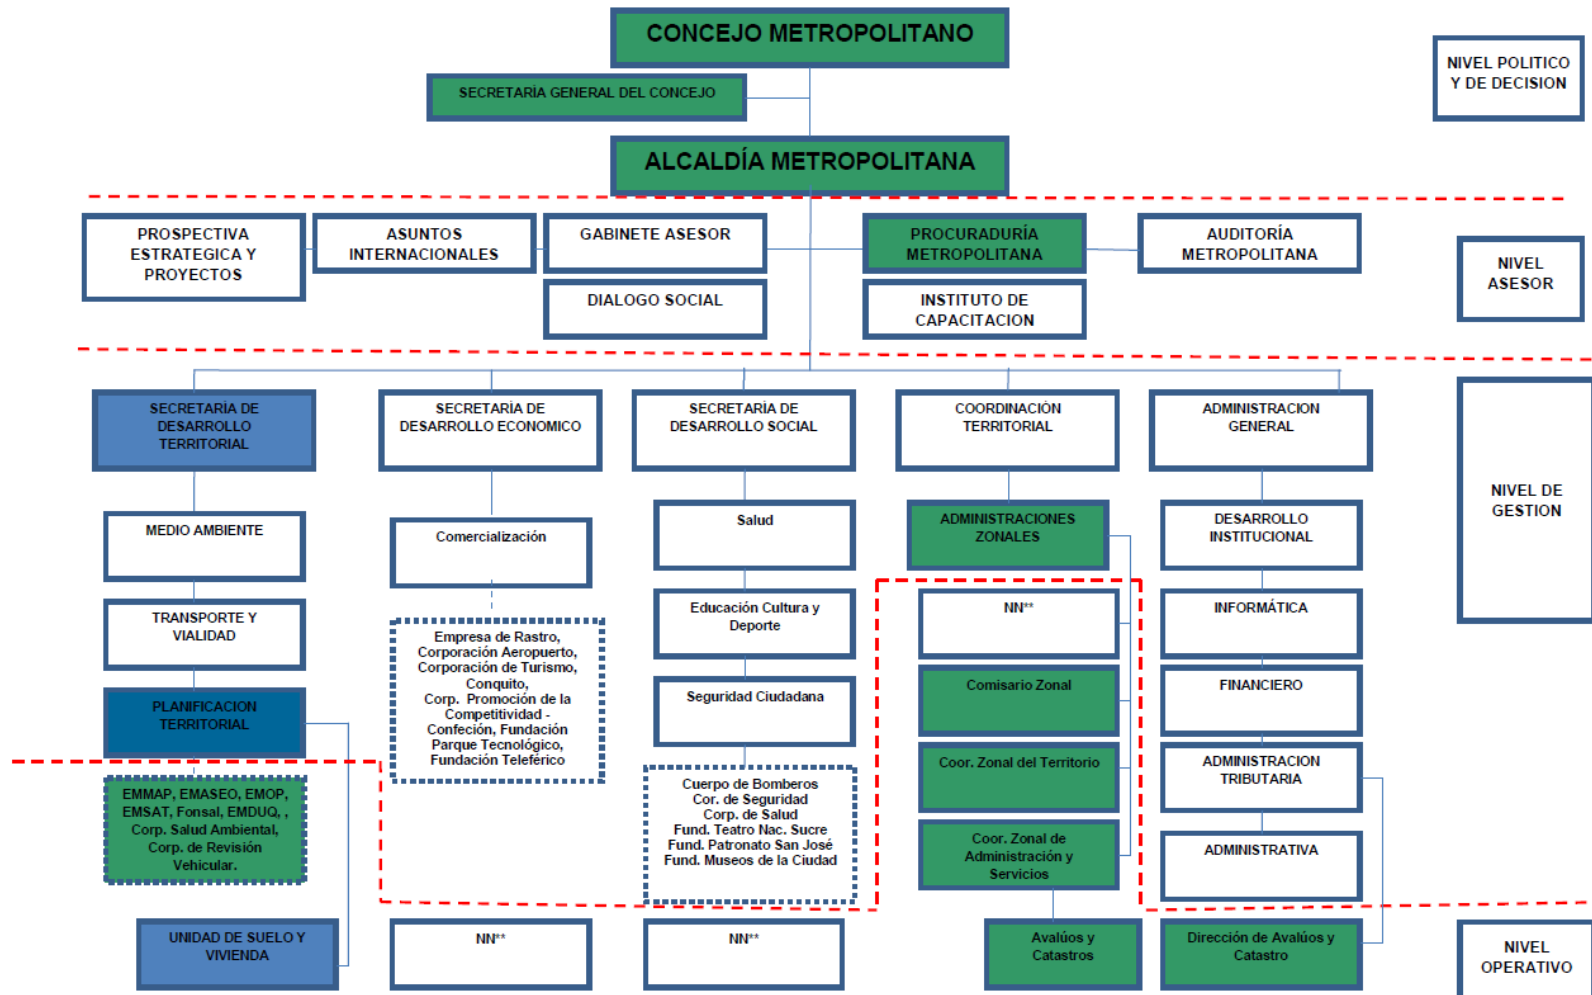 CONCEJO METROPOLITANO
NIVEL POLITICO
Y DE DECISION
SECRETARÍA GENERAL DEL CONCEJO
ALCALDÍA METROPOLITANA
PROSPECTIVA
ESTRATEGICA Y
PROYECTOS
ASUNTOS
INTERNACIONALES
GABINETE ASESOR
PROCURADURÍA
METROPOLITANA
AUDITORÍA
METROPOLITANA
NIVEL
ASESOR
DIALOGO SOCIAL
INSTITUTO DE
CAPACITACION
SECRETARÍA DE
DESARROLLO
TERRITORIAL
SECRETARÍA DE
DESARROLLO ECONOMICO
SECRETARÍA DE
DESARROLLO SOCIAL
COORDINACIÓN
TERRITORIAL
ADMINISTRACION
GENERAL
NIVEL DE
GESTION
MEDIO AMBIENTE
Comercialización
Salud
ADMINISTRACIONES
ZONALES
DESARROLLO
INSTITUCIONAL
TRANSPORTE Y
VIALIDAD
Empresa de Rastro,
Corporación Aeropuerto,
Corporación de Turismo,
Conquito,
Corp. Promoción de la
Competitividad -
Confeción, Fundación
Parque Tecnológico,
Fundación Teleférico
Educación Cultura y
Deporte
NN**
INFORMÁTICA
PLANIFICACION
TERRITORIAL
Seguridad Ciudadana
Comisario Zonal
FINANCIERO
EMMAP, EMASEO, EMOP,
EMSAT, Fonsal, EMDUQ, ,
Corp. Salud Ambiental,
Corp. de Revisión
Vehicular.
Cuerpo de Bomberos
Cor. de Seguridad
Corp. de Salud
Fund. Teatro Nac. Sucre
Fund. Patronato San José
Fund. Museos de la Ciudad
Coor. Zonal del Territorio
ADMINISTRACION
TRIBUTARIA
Coor. Zonal de
Administración y
Servicios
ADMINISTRATIVA
UNIDAD DE SUELO Y
VIVIENDA
NN**
NN**
Avalúos y
Catastros
Dirección de Avalúos y
Catastro
NIVEL
OPERATIVO